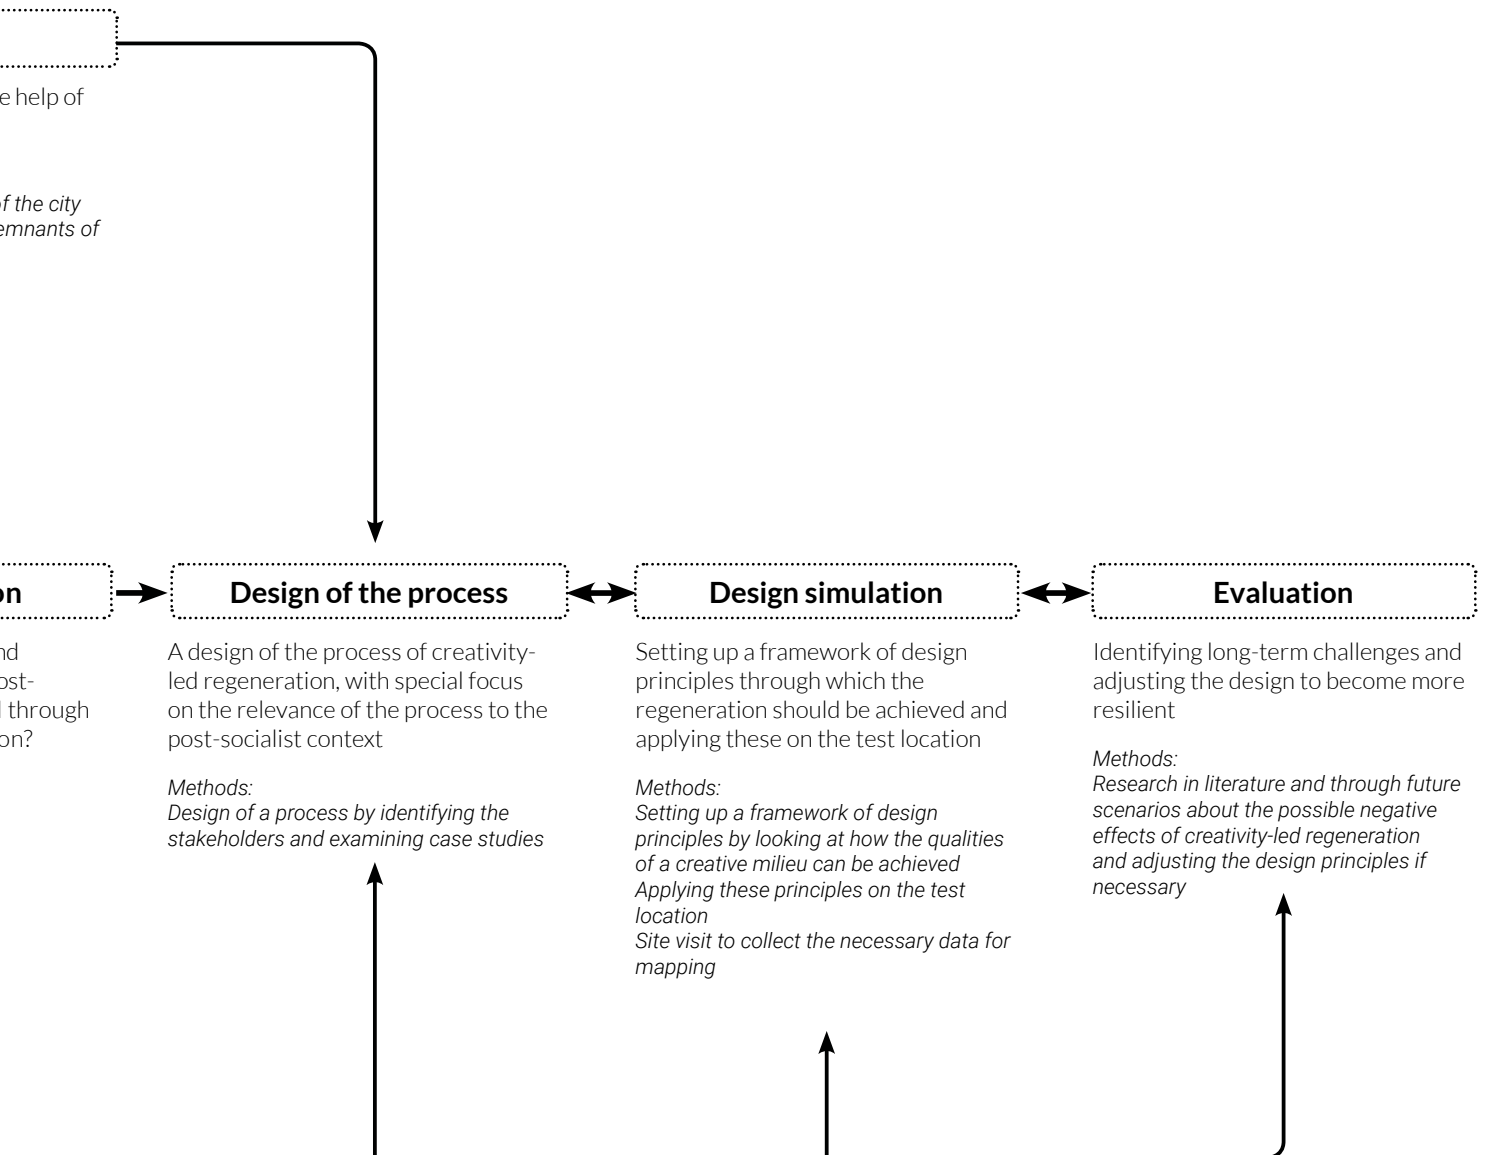 e help of
of the city
emnants of
on
nd
ost-
l through
on?
Design of the process
A design of the process of creativity-
led regeneration, with special focus
on the relevance of the process to the
post-socialist context
Methods:
Design of a process by identifying the
stakeholders and examining case studies
Design simulation
Setting up a framework of design
principles through which the
regeneration should be achieved and
applying these on the test location
Methods:
Setting up a framework of design
principles by looking at how the qualities
of a creative milieu can be achieved
Applying these principles on the test
location
Site visit to collect the necessary data for
mapping
Evaluation
Identifying long-term challenges and
adjusting the design to become more
resilient
Methods:
Research in literature and through future
scenarios about the possible negative
effects of creativity-led regeneration
and adjusting the design principles if
necessary